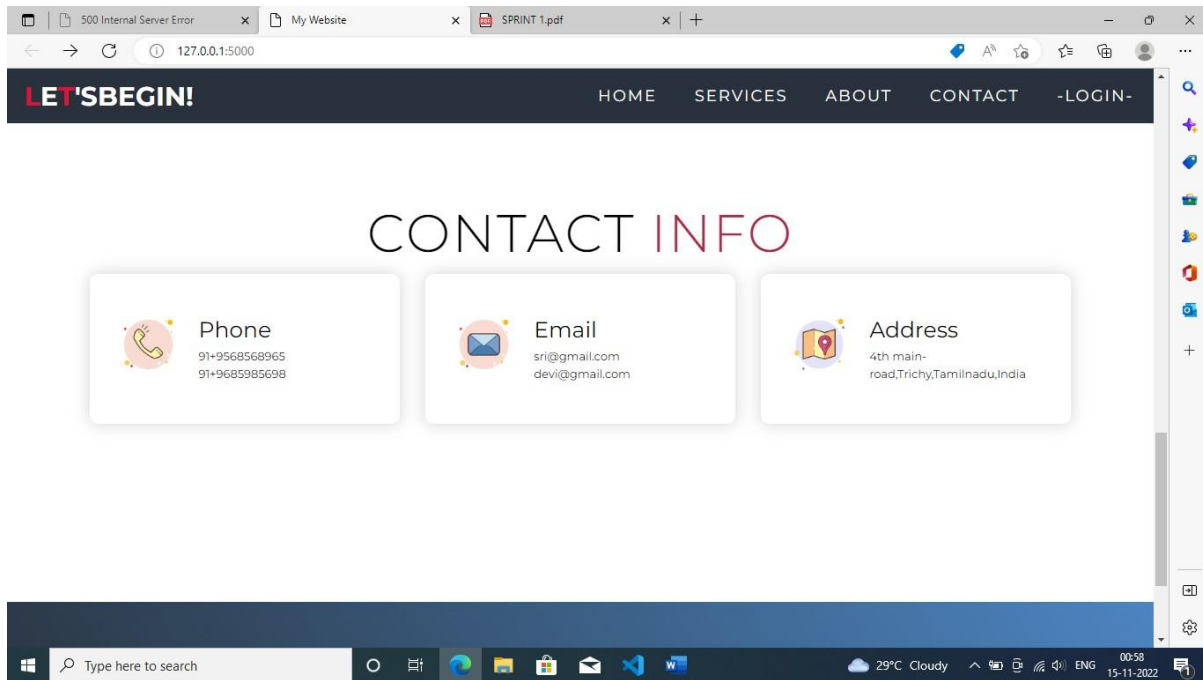 500 Internal Server Error
My Website
SPRINT 1.pdf
127.0.0.1:5000
LET'SBEGIN!
HOME SERVICES ABOUT CONTACT -LOGIN-
CONTACT INFO
Phone
91+9568568965
91+9685985698
Email
sri@gmail.com
devi@gmail.com
Address
4th main-
road,Trichy,Tamilnadu,India
Type here to search
29°C Cloudy
ENG
00:58
15-11-2022